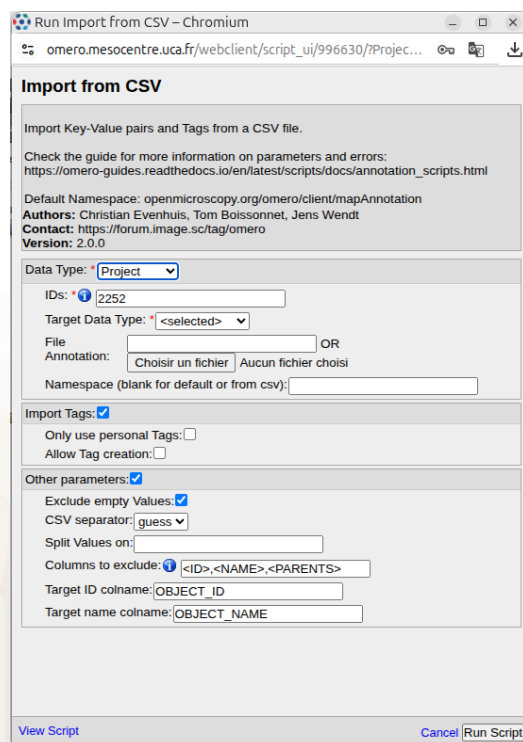 Run Import from CSV – Chromium
omero.mesocentre.uca.fr/webclient/script_ui/996630/?Projec...
Import from CSV
Import Key-Value pairs and Tags from a CSV file.
Check the guide for more information on parameters and errors:
https://omero-guides.readthedocs.io/en/latest/scripts/docs/annotation_scripts.html
Default Namespace: openmicroscopy.org/omero/client/mapAnnotation
Authors: Christian Evenhuis, Tom Boissonnet, Jens Wendt
Contact: https://forum.image.sc/tag/omero
Version: 2.0.0
Data Type: * Project
IDs: * 2252
Target Data Type: * <selected>
File Annotation: OR
Choisir un fichier Aucun fichier choisi
Namespace (blank for default or from csv):
Import Tags:
Only use personal Tags:
Allow Tag creation:
Other parameters:
Exclude empty Values:
CSV separator: guess
Split Values on:
Columns to exclude: <ID>,<NAME>,<PARENTS>
Target ID colname: OBJECT_ID
Target name colname: OBJECT_NAME
View Script
Cancel Run Script